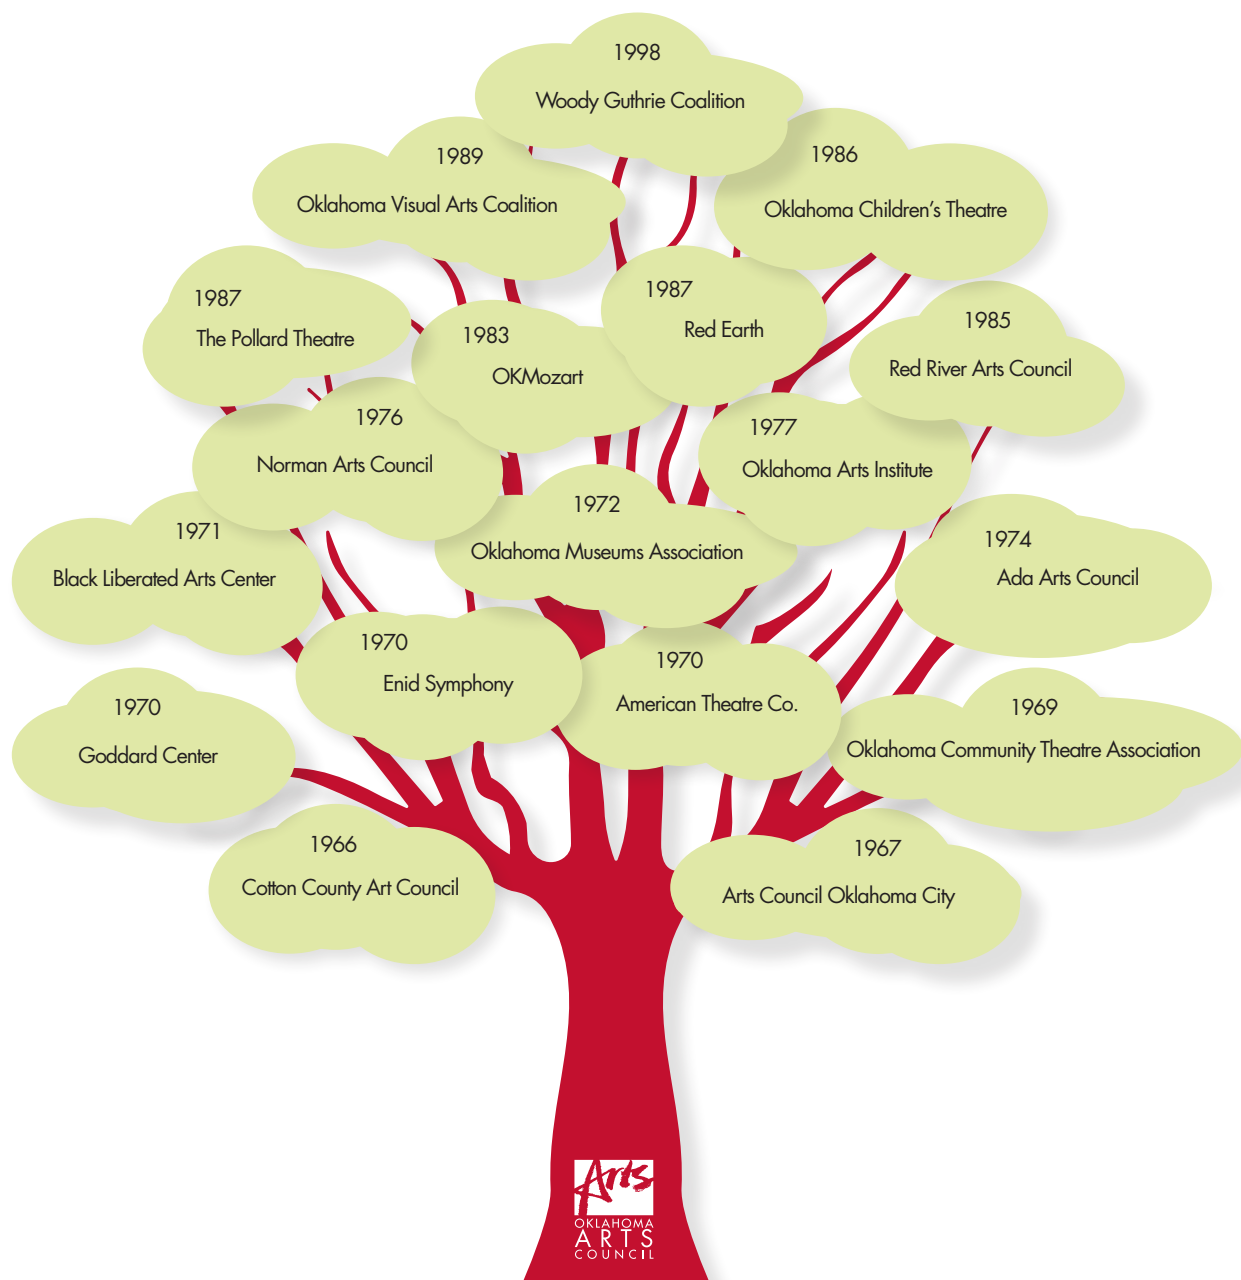 1998
Woody Guthrie Coalition
1989
Oklahoma Visual Arts Coalition
1986
Oklahoma Children's Theatre
1987
The Pollard Theatre
1983
OKMozart
1987
Red Earth
1985
Red River Arts Council
1976
Norman Arts Council
1977
Oklahoma Arts Institute
1972
Oklahoma Museums Association
1971
Black Liberated Arts Center
1974
Ada Arts Council
1970
Enid Symphony
1970
American Theatre Co.
1970
Goddard Center
1969
Oklahoma Community Theatre Association
1966
Cotton County Art Council
1967
Arts Council Oklahoma City
Arts
OKLAHOMA
ARTS
COUNCIL